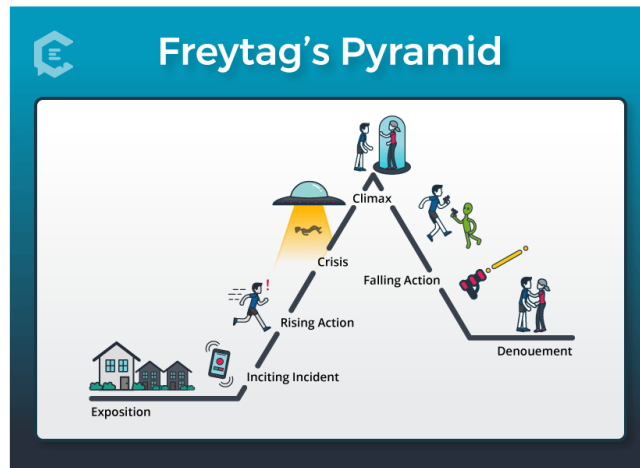 Freytag's Pyramid
Climax
Crisis
Falling Action
!
Rising Action
Denouement
Inciting Incident
Exposition